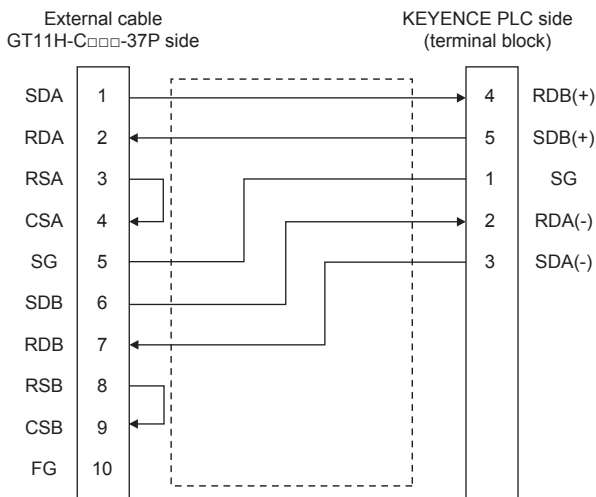 External cable
GT11H-C□□□-37P side
KEYENCE PLC side
(terminal block)
SDA 1 4 RDB(+)
RDA 2 5 SDB(+)
RSA 3 1 SG
CSA 4 2 RDA(-)
SG 5 3 SDA(-)
SDB 6
RDB 7
RSB 8
CSB 9
FG 10